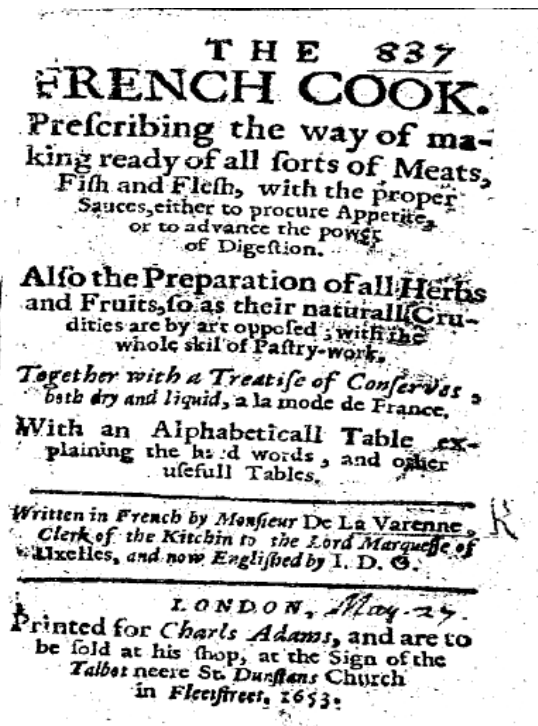 THE 837
FRENCH COOK.
Preſcribing the way of ma-
king ready of all ſorts of Meats,
Fiſh and Fleſh, with the proper
Sauces, either to procure Appetite,
or to advance the power
of Digeſtion.
Alſo the Preparation of all Herbs
and Fruits, ſo as their naturall Cru-
dities are by art oppoſed; with the
whole skil of Paſtry-work.
Together with a Treatiſe of Conſerves,
both dry and liquid, a la mode de France.
With an Alphabeticall Table ex-
plaining the hard words, and other
uſefull Tables.
Written in French by Monſieur De La Varenne,
Clerk of the Kitchin to the Lord Marqueſſe of
Uxelles, and now Engliſhed by I. D. G.
LONDON, May. 27.
Printed for Charls Adams, and are to
be ſold at his ſhop, at the Sign of the
Talbot neere St. Dunſtans Church
in Fleetſtreet. 1653.